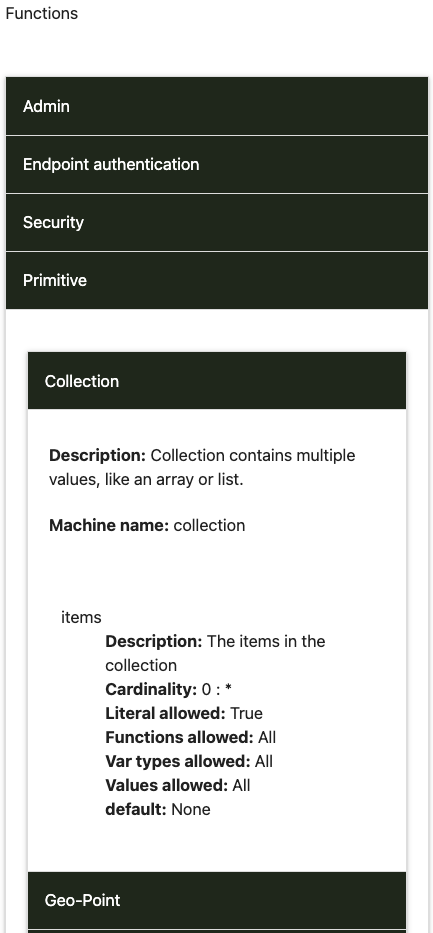 Functions
Admin
Endpoint authentication
Security
Primitive
Collection
Description: Collection contains multiple
values, like an array or list.
Machine name: collection
items
Description: The items in the
collection
Cardinality: 0 : *
Literal allowed: True
Functions allowed: All
Var types allowed: All
Values allowed: All
default: None
Geo-Point